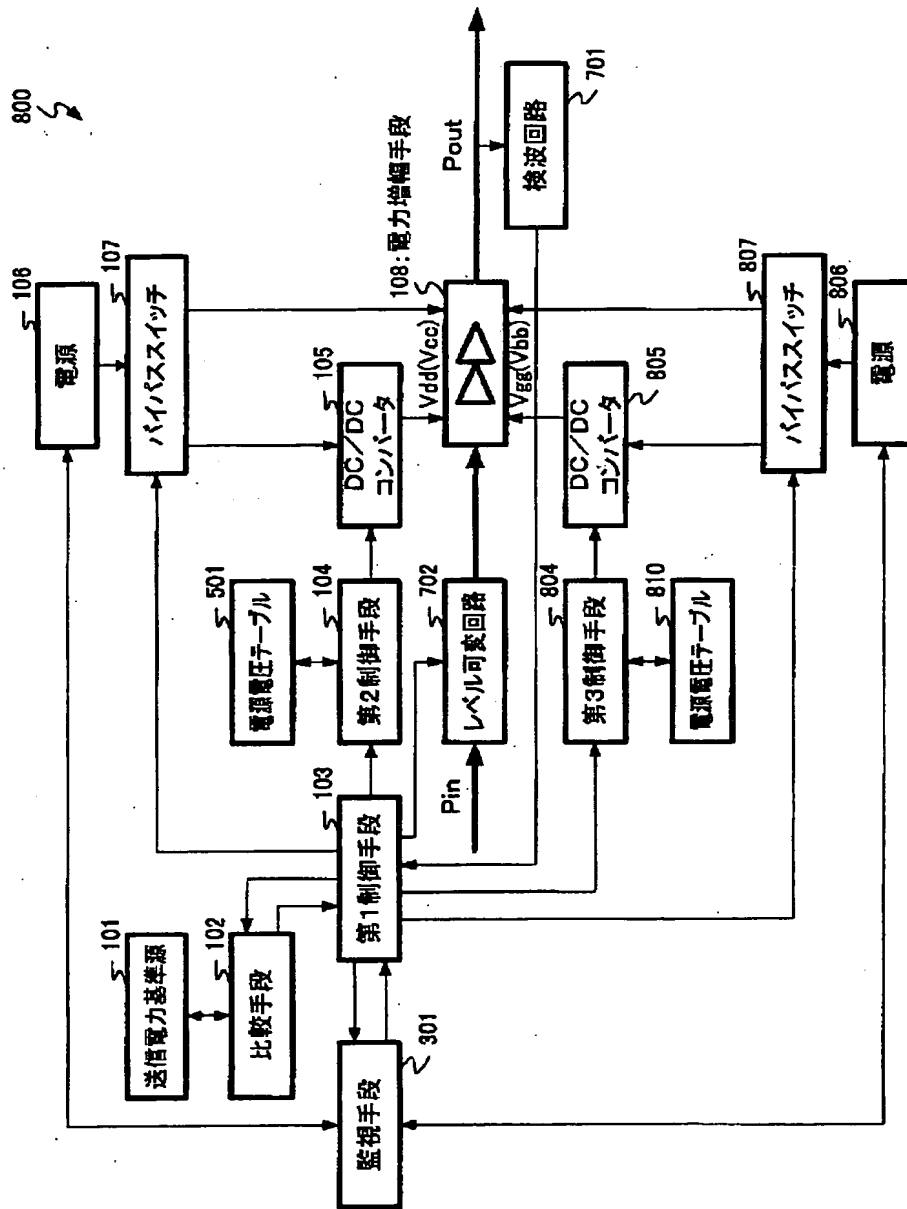 800
106
電源
107
バイパススイッチ
108:電力増幅手段
Pout
701
検波回路
105
DC/DC
コンバータ
Vdd(Vcc)
Vgg(Vbb)
805
DC/DC
コンバータ
807
バイパススイッチ
806
電源
501
電源電圧テーブル
104
第2制御手段
702
レベル可変回路
804
第3制御手段
810
電源電圧テーブル
103
第1制御手段
Pin
101
送信電力基準源
102
比較手段
301
監視手段